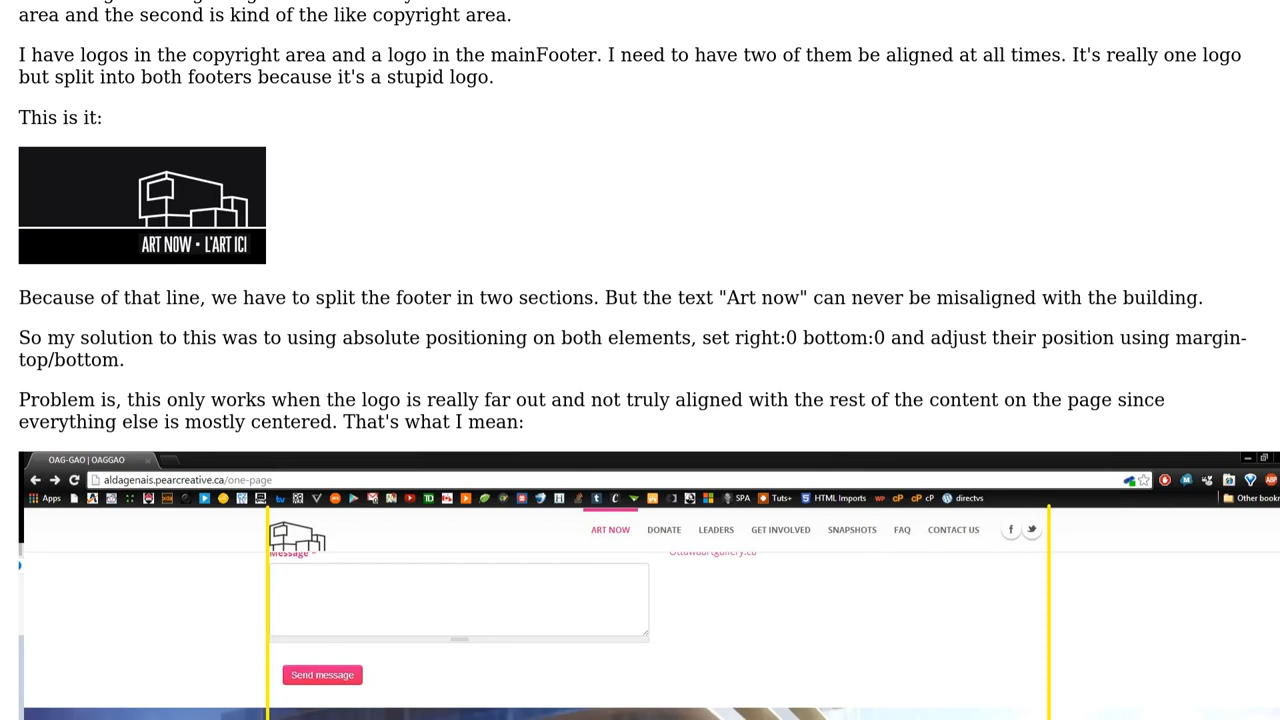 area and the second is kind of the like copyright area.
I have logos in the copyright area and a logo in the mainFooter. I need to have two of them be aligned at all times. It's really one logo
but split into both footers because it's a stupid logo.
This is it:
ART NOW • L'ART ICI
Because of that line, we have to split the footer in two sections. But the text "Art now" can never be misaligned with the building.
So my solution to this was to using absolute positioning on both elements, set right:0 bottom:0 and adjust their position using margin-
top/bottom.
Problem is, this only works when the logo is really far out and not truly aligned with the rest of the content on the page since
everything else is mostly centered. That's what I mean:
OAG-GAO | OAGGAO
aldagenais.pearcreative.ca/one-page
Apps SPA Tuts+ HTML Imports cP cP directvs Other bookr
ART NOW DONATE LEADERS GET INVOLVED SNAPSHOTS FAQ CONTACT US
Message *
Send message